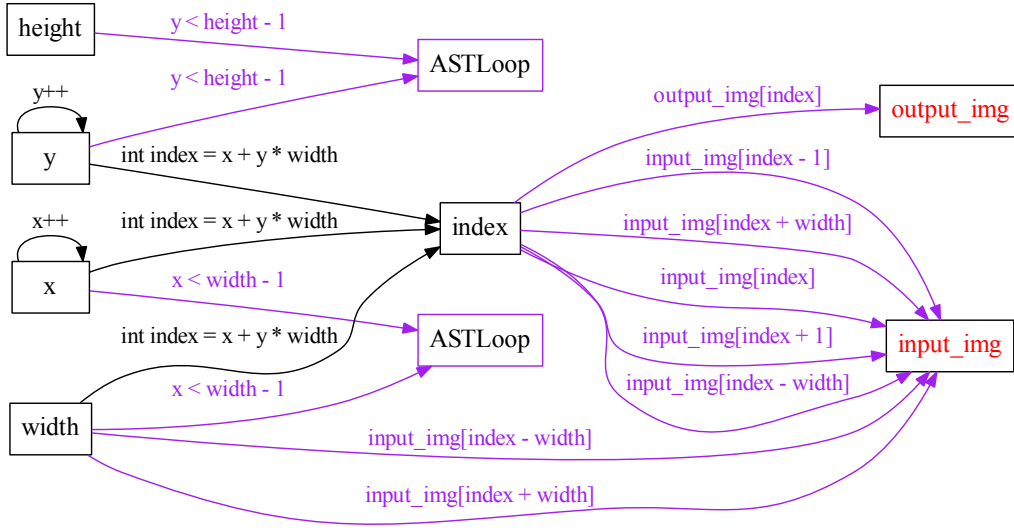 height
y < height - 1
ASTLoop
y++
y < height - 1
output_img[index]
output_img
y
int index = x + y * width
input_img[index - 1]
x++
int index = x + y * width
index
input_img[index + width]
x
x < width - 1
input_img[index]
int index = x + y * width
ASTLoop
input_img[index + 1]
input_img
x < width - 1
input_img[index - width]
width
input_img[index - width]
input_img[index + width]